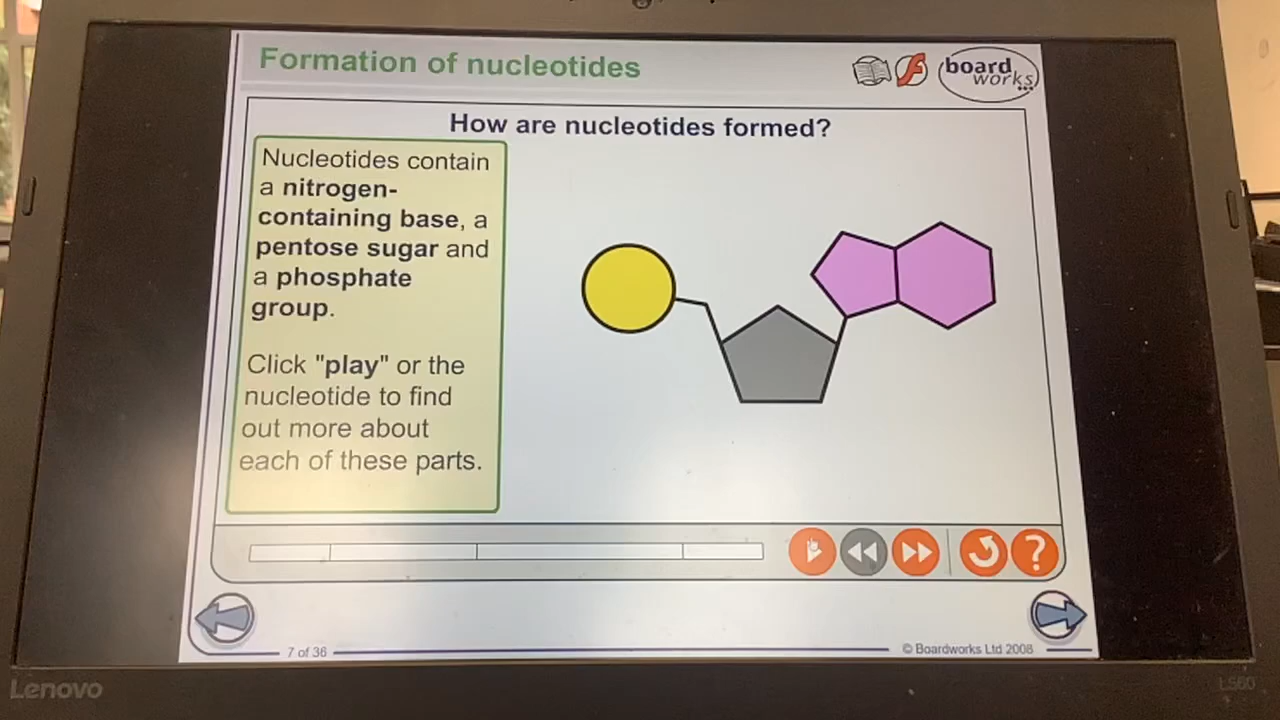 Formation of nucleotides
board
works
How are nucleotides formed?
Nucleotides contain
a nitrogen-
containing base, a
pentose sugar and
a phosphate
group.
Click "play" or the
nucleotide to find
out more about
each of these parts.
?
7 of 36
© Boardworks Ltd 2008
Lenovo
L560